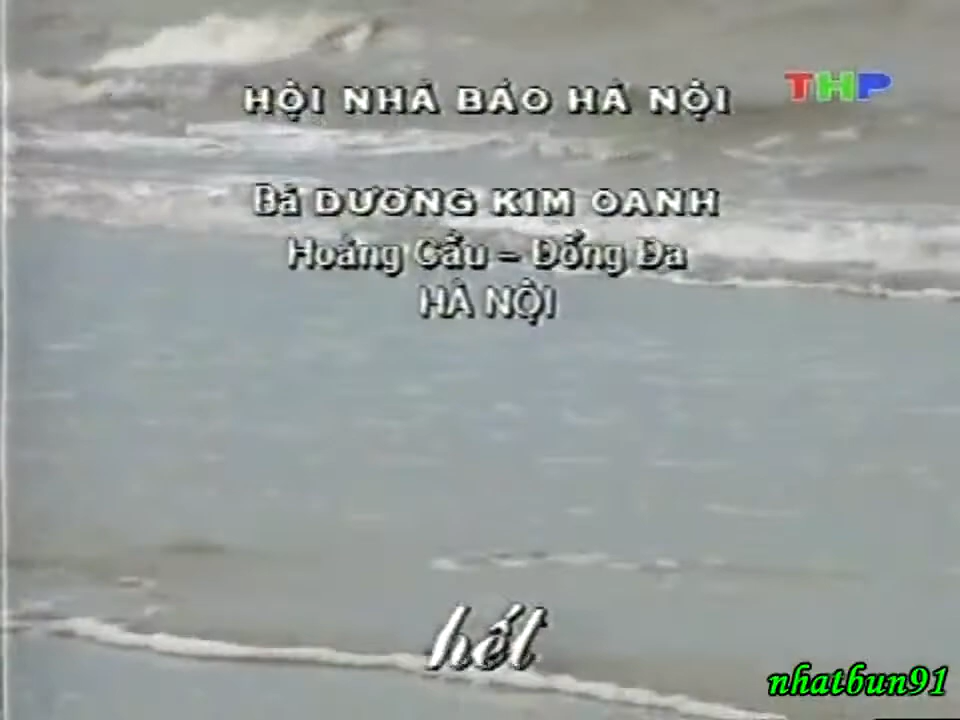 HỘI NHÀ BÁO HÀ NỘI
THP
Bà DƯƠNG KIM OANH
Hoàng Cầu – Đống Đa
HÀ NỘI
hết
nhatbun91